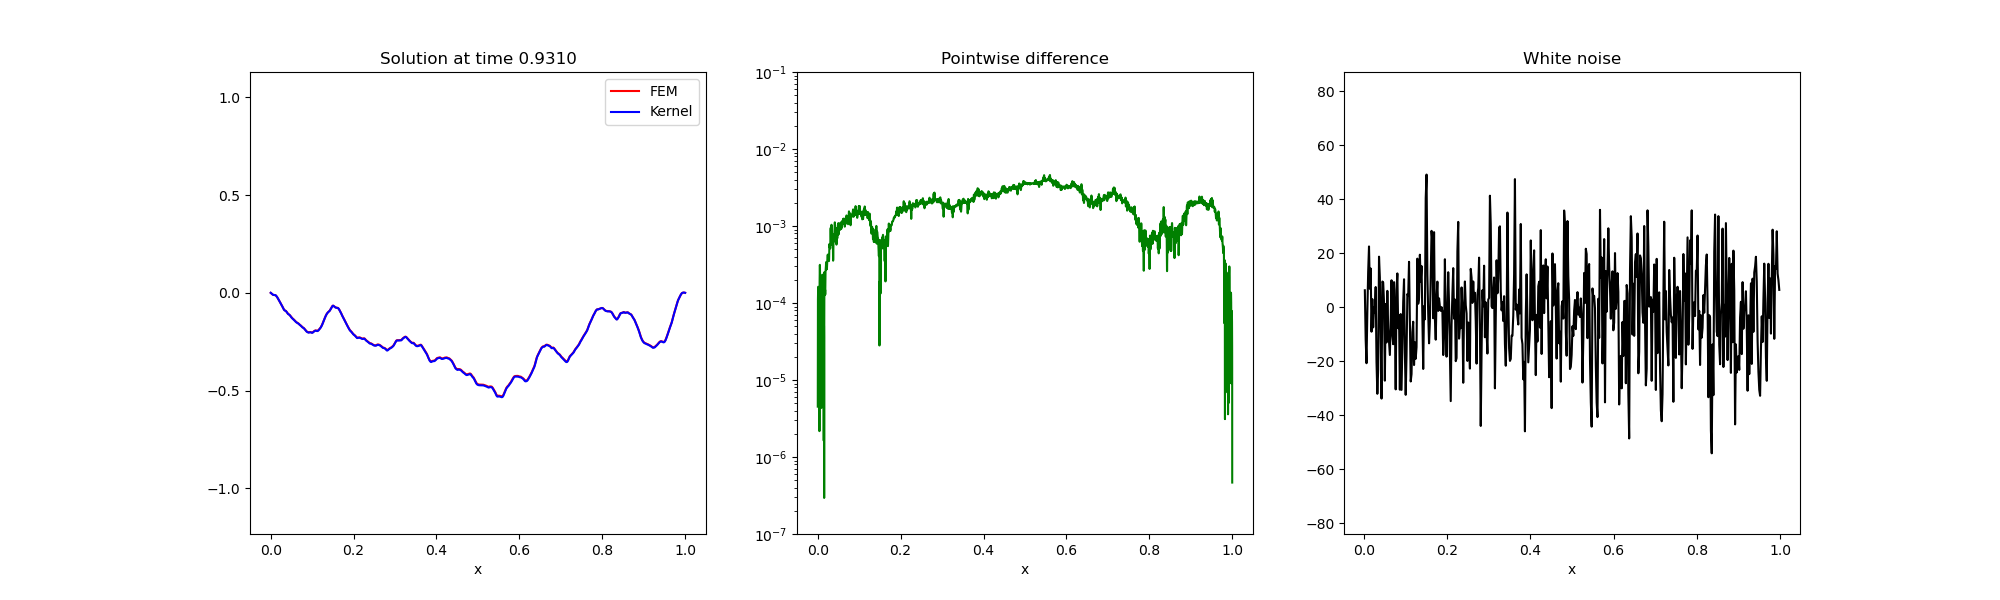 Solution at time 0.9310
1.0
0.5
0.0
−0.5
−1.0
0.0 0.2 0.4 0.6 0.8 1.0
x
FEM
Kernel
Pointwise difference
10⁻¹
10⁻²
10⁻³
10⁻⁴
10⁻⁵
10⁻⁶
10⁻⁷
0.0 0.2 0.4 0.6 0.8 1.0
x
White noise
80
60
40
20
0
−20
−40
−60
−80
0.0 0.2 0.4 0.6 0.8 1.0
x